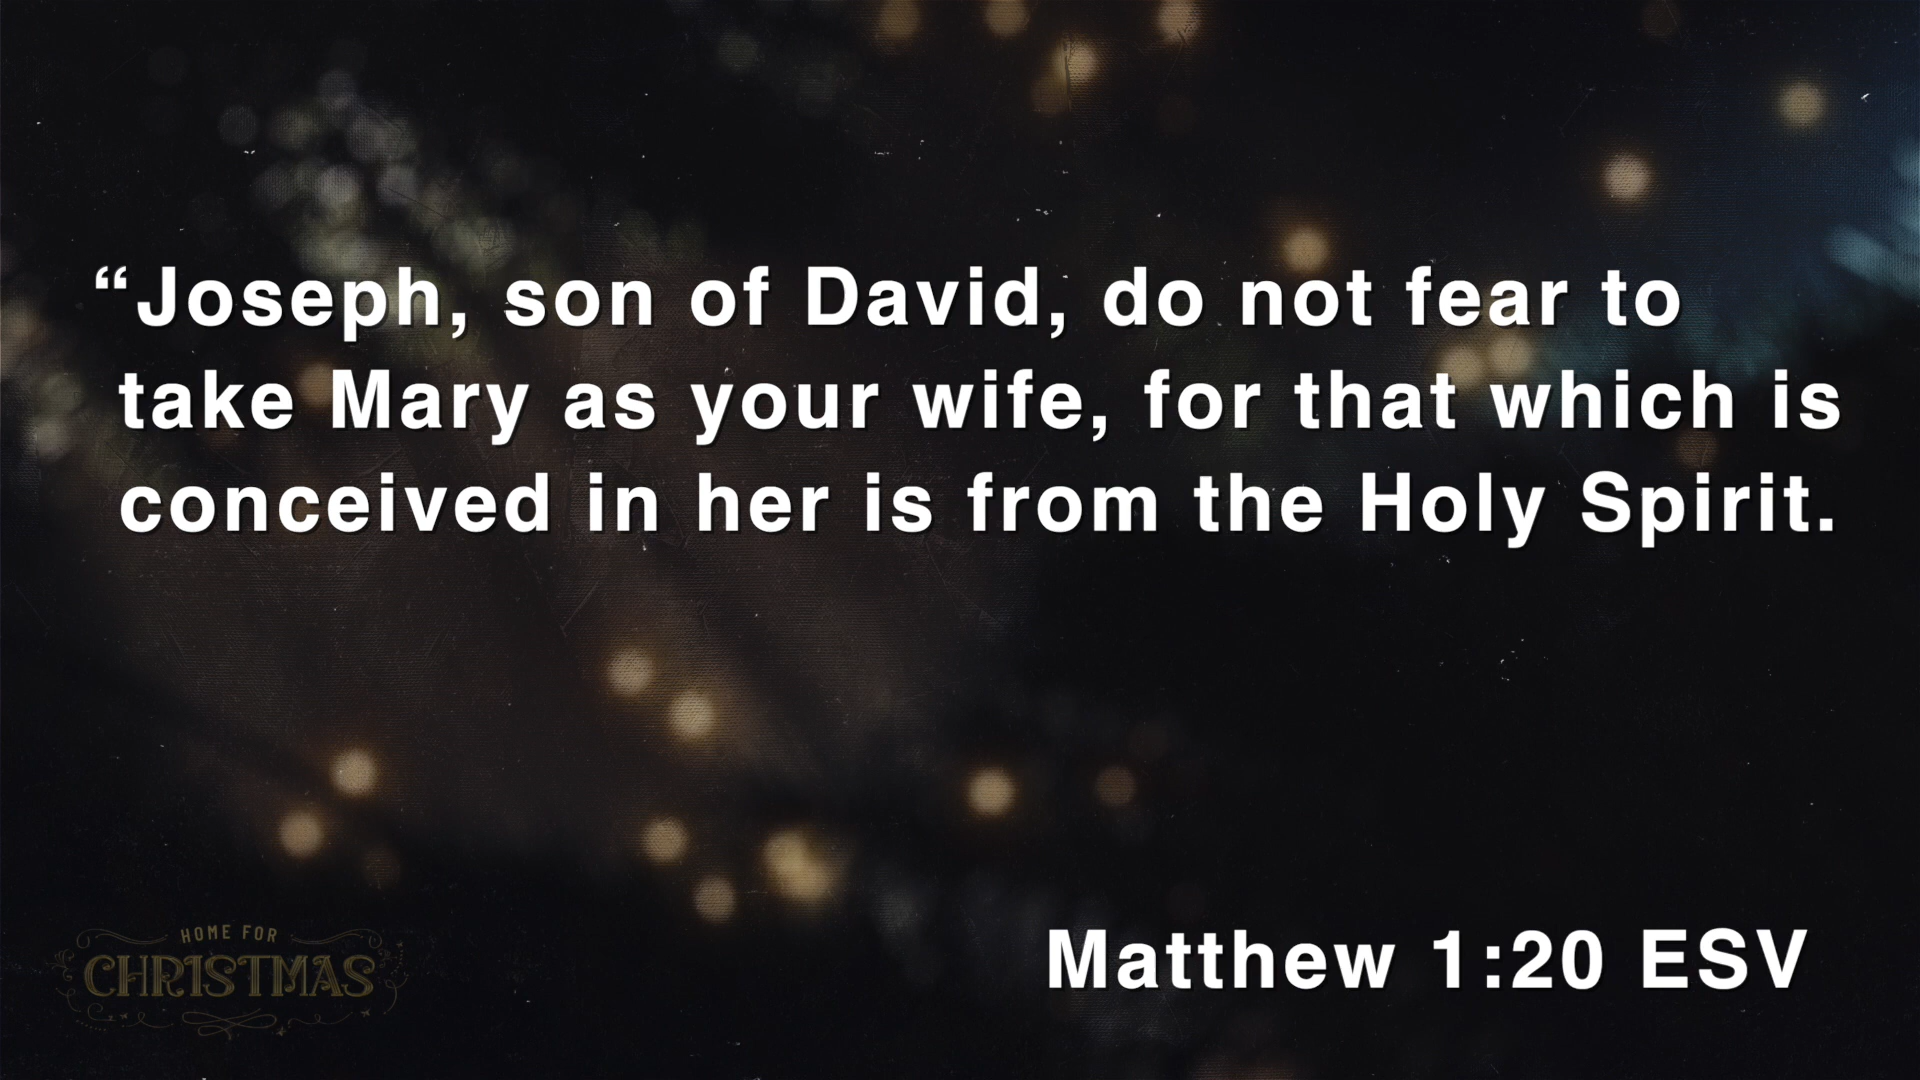 “Joseph, son of David, do not fear to
take Mary as your wife, for that which is
conceived in her is from the Holy Spirit.
HOME FOR
CHRISTMAS
Matthew 1:20 ESV